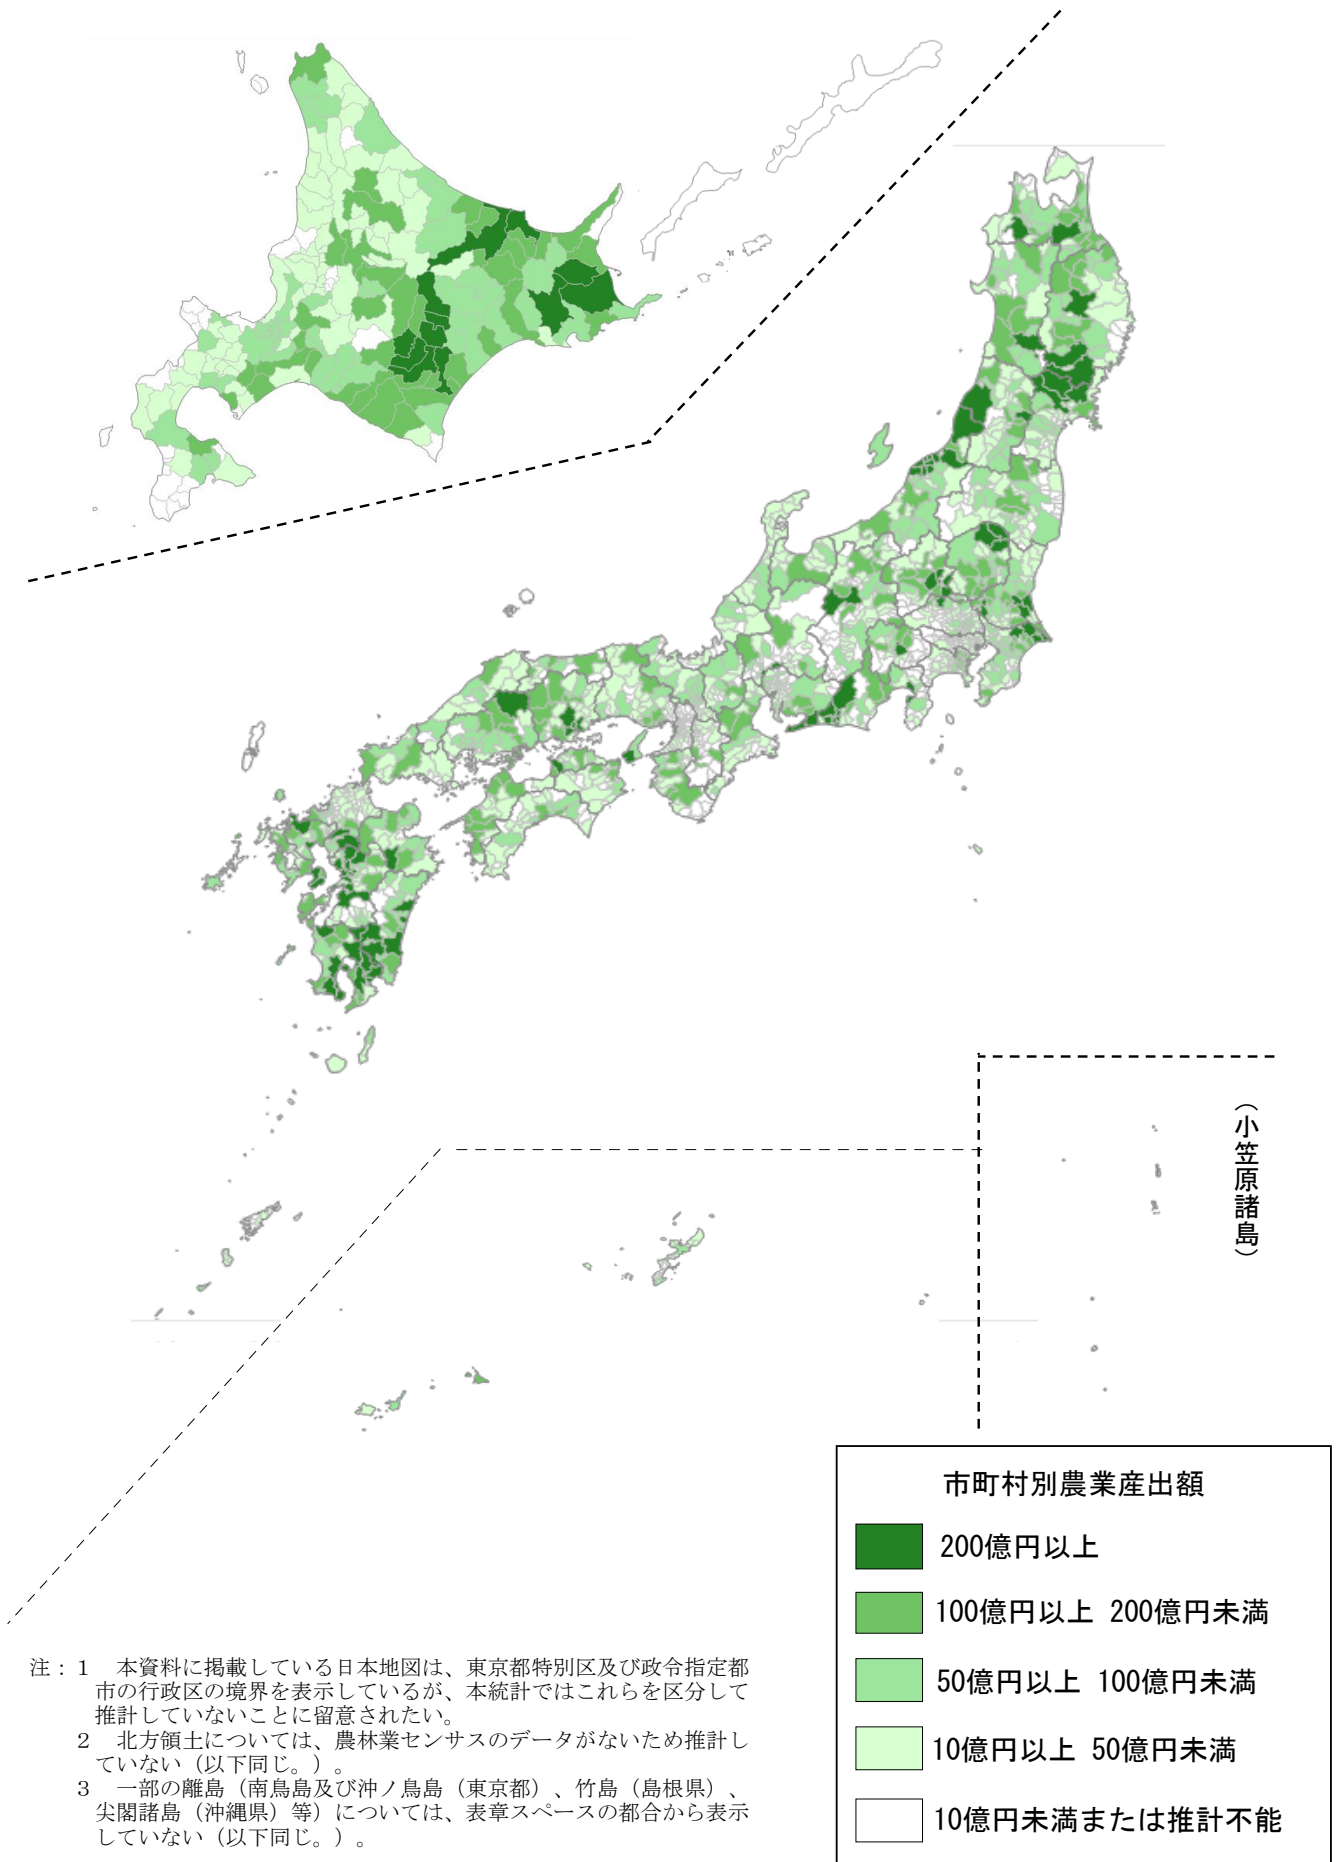 (小笠原諸島)
市町村別農業産出額
200億円以上
100億円以上 200億円未満
50億円以上 100億円未満
10億円以上 50億円未満
10億円未満または推計不能
注：1　本資料に掲載している日本地図は、東京都特別区及び政令指定都
市の行政区の境界を表示しているが、本統計ではこれらを区分して
推計していないことに留意されたい。
2　北方領土については、農林業センサスのデータがないため推計し
ていない（以下同じ。）。
3　一部の離島（南鳥島及び沖ノ鳥島（東京都）、竹島（島根県）、
尖閣諸島（沖縄県）等）については、表章スペースの都合から表示
していない（以下同じ。）。